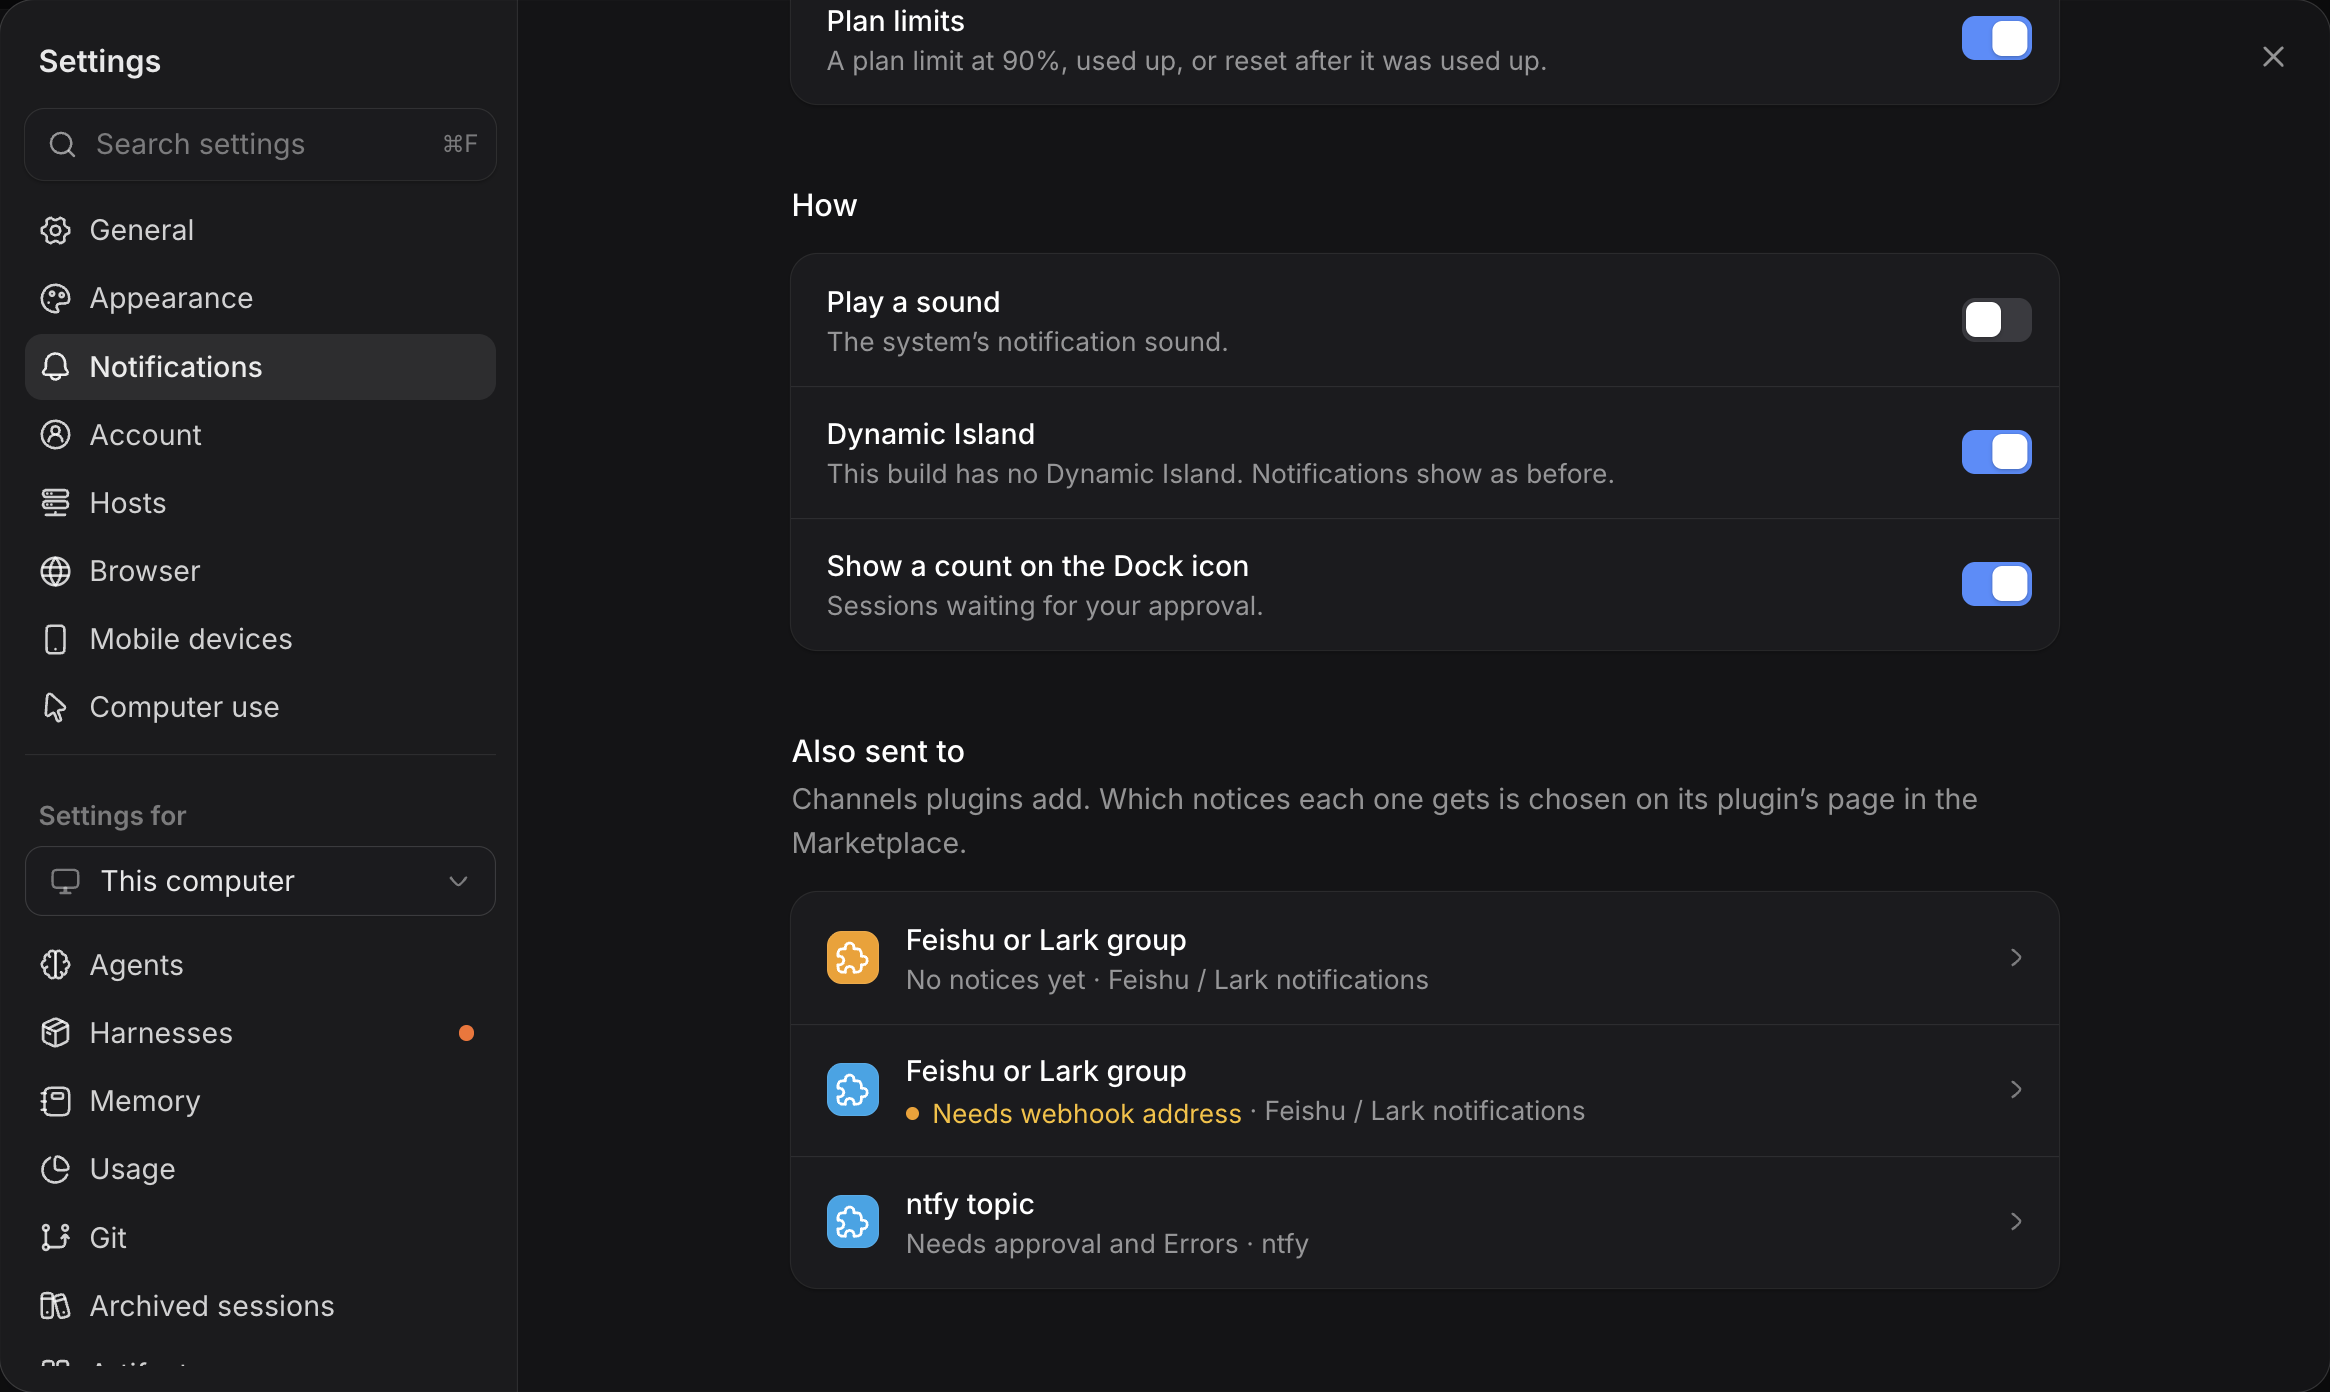 Settings
Search settings ⌘F
General
Appearance
Notifications
Account
Hosts
Browser
Mobile devices
Computer use
Settings for
This computer
Agents
Harnesses
Memory
Usage
Git
Archived sessions
Plan limits
A plan limit at 90%, used up, or reset after it was used up.
How
Play a sound
The system’s notification sound.
Dynamic Island
This build has no Dynamic Island. Notifications show as before.
Show a count on the Dock icon
Sessions waiting for your approval.
Also sent to
Channels plugins add. Which notices each one gets is chosen on its plugin’s page in the
Marketplace.
Feishu or Lark group
No notices yet · Feishu / Lark notifications
Feishu or Lark group
Needs webhook address · Feishu / Lark notifications
ntfy topic
Needs approval and Errors · ntfy